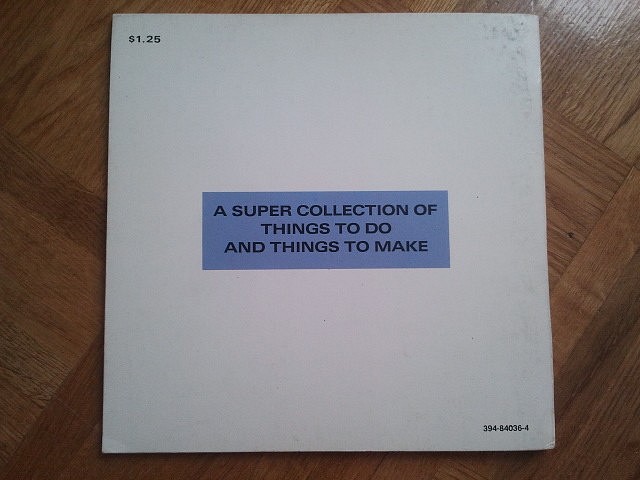 $1.25
A SUPER COLLECTION OF
THINGS TO DO
AND THINGS TO MAKE
394-84036-4